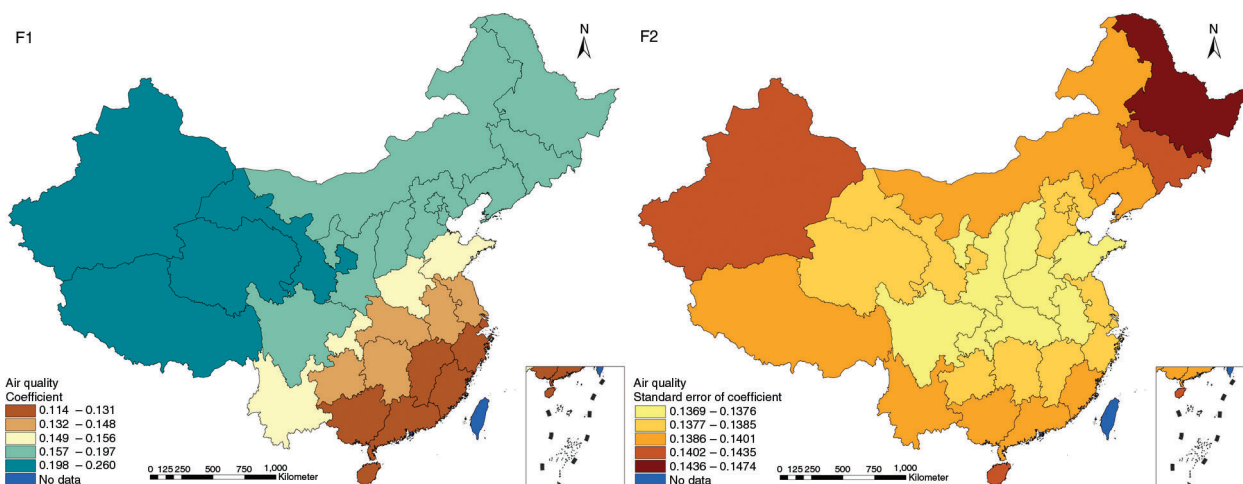 F1
N
Air quality
Coefficient
0.114 – 0.131
0.132 – 0.148
0.149 – 0.156
0.157 – 0.197
0.198 – 0.260
No data
0 125 250 500 750 1,000
Kilometer
F2
N
Air quality
Standard error of coefficient
0.1369 – 0.1376
0.1377 – 0.1385
0.1386 – 0.1401
0.1402 – 0.1435
0.1436 – 0.1474
No data
0 125 250 500 750 1,000
Kilometer